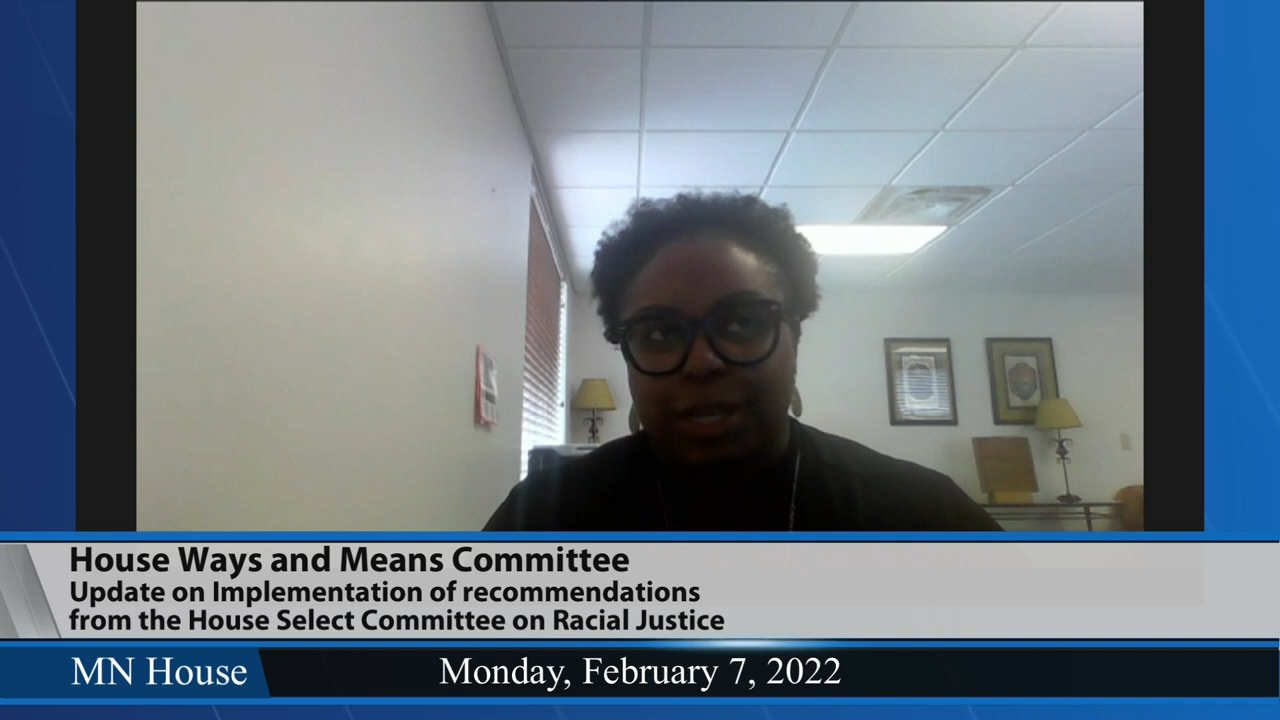 House Ways and Means Committee
Update on Implementation of recommendations
from the House Select Committee on Racial Justice
MN House
Monday, February 7, 2022